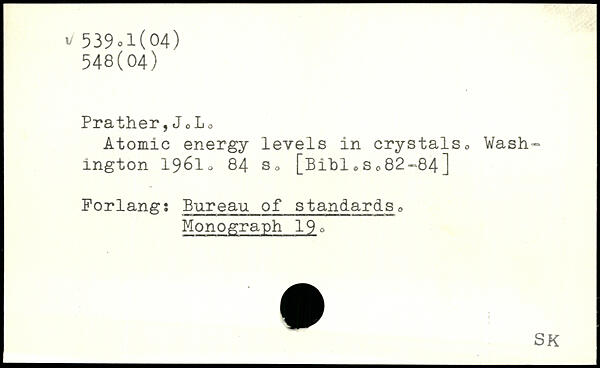 √ 539.1(04)
548(04)
Prather,J.L.
Atomic energy levels in crystals. Wash-
ington 1961. 84 s. [Bibl.s.82-84]
Forlang: Bureau of standards.
Monograph 19.
SK